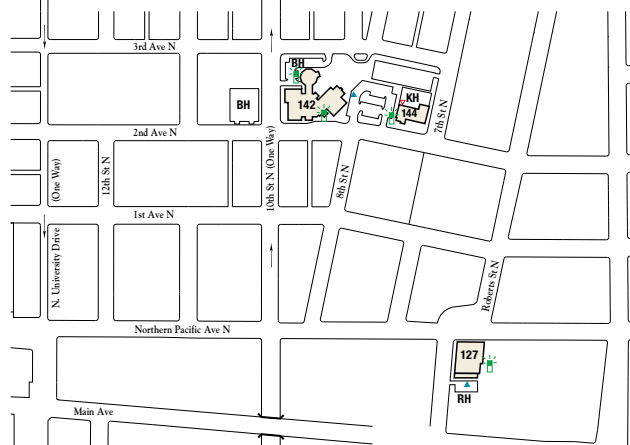 3rd Ave N
BH
142
KH
144
BH
7th St N
2nd Ave N
(One Way)
12th St N
10th St N (One Way)
8th St N
1st Ave N
N. University Drive
Roberts St N
Northern Pacific Ave N
127
RH
Main Ave